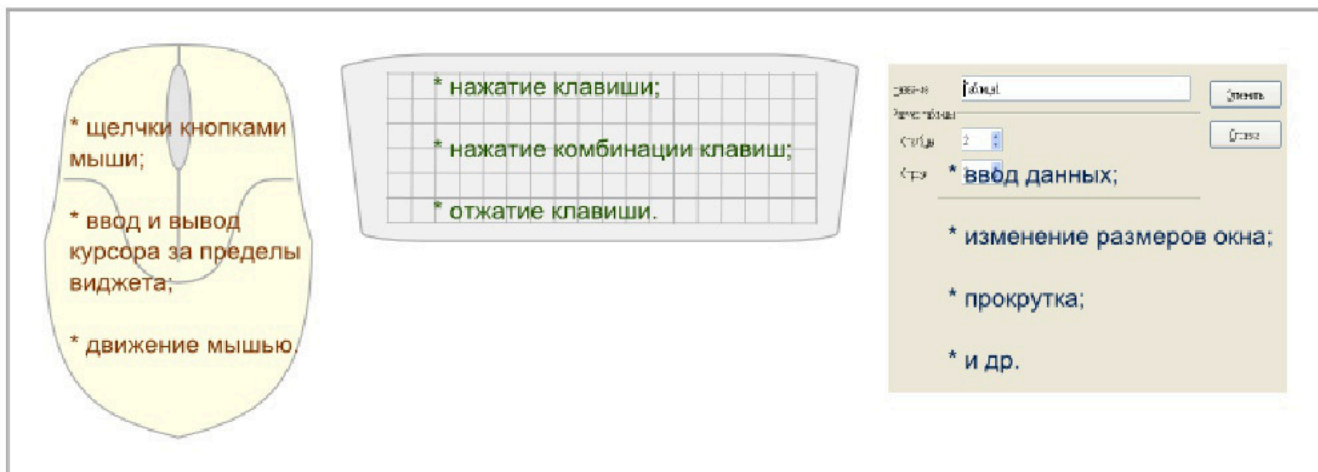 * щелчки кнопками
мыши;
* ввод и вывод
курсора за пределы
виджета;
* движение мышью.
* нажатие клавиши;
* нажатие комбинации клавиш;
* отжатие клавиши.
2
* ввод данных;
* изменение размеров окна;
* прокрутка;
* и др.